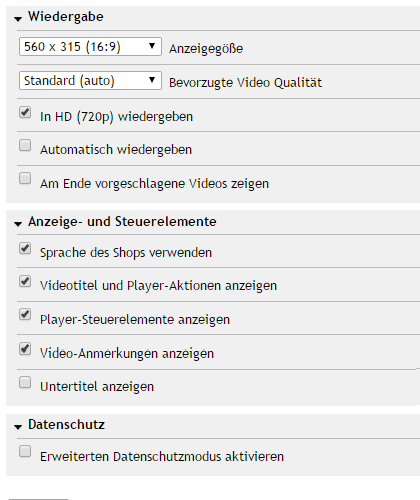 Wiedergabe
560 x 315 (16:9) Anzeigegöße
Standard (auto) Bevorzugte Video Qualität
In HD (720p) wiedergeben
Automatisch wiedergeben
Am Ende vorgeschlagene Videos zeigen
Anzeige- und Steuerelemente
Sprache des Shops verwenden
Videotitel und Player-Aktionen anzeigen
Player-Steuerelemente anzeigen
Video-Anmerkungen anzeigen
Untertitel anzeigen
Datenschutz
Erweiterten Datenschutzmodus aktivieren